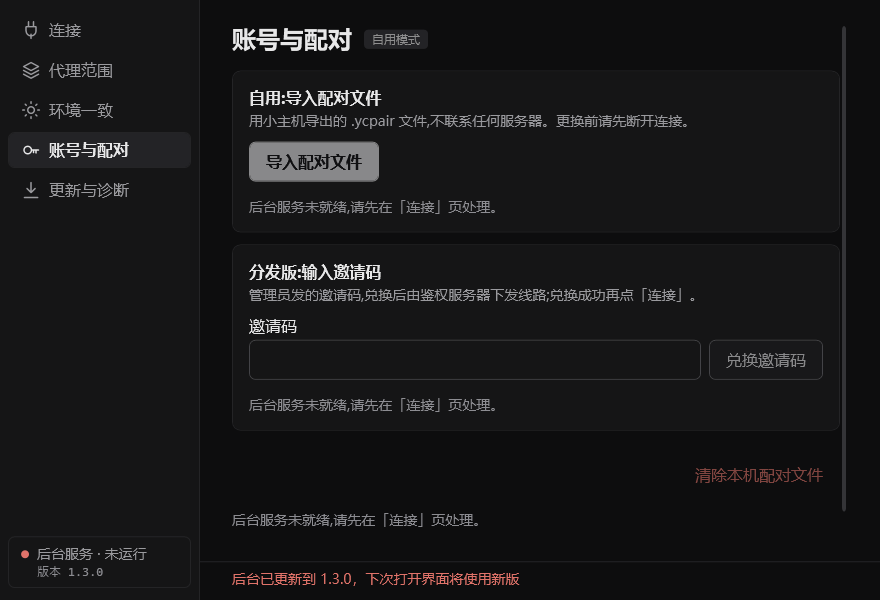 连接
代理范围
环境一致
账号与配对
更新与诊断
后台服务 · 未运行
版本 1.3.0
账号与配对 自用模式
自用:导入配对文件
用小主机导出的 .ycpair 文件,不联系任何服务器。更换前请先断开连接。
导入配对文件
后台服务未就绪,请先在「连接」页处理。
分发版:输入邀请码
管理员发的邀请码,兑换后由鉴权服务器下发线路;兑换成功再点「连接」。
邀请码
兑换邀请码
后台服务未就绪,请先在「连接」页处理。
清除本机配对文件
后台服务未就绪,请先在「连接」页处理。
后台已更新到 1.3.0，下次打开界面将使用新版